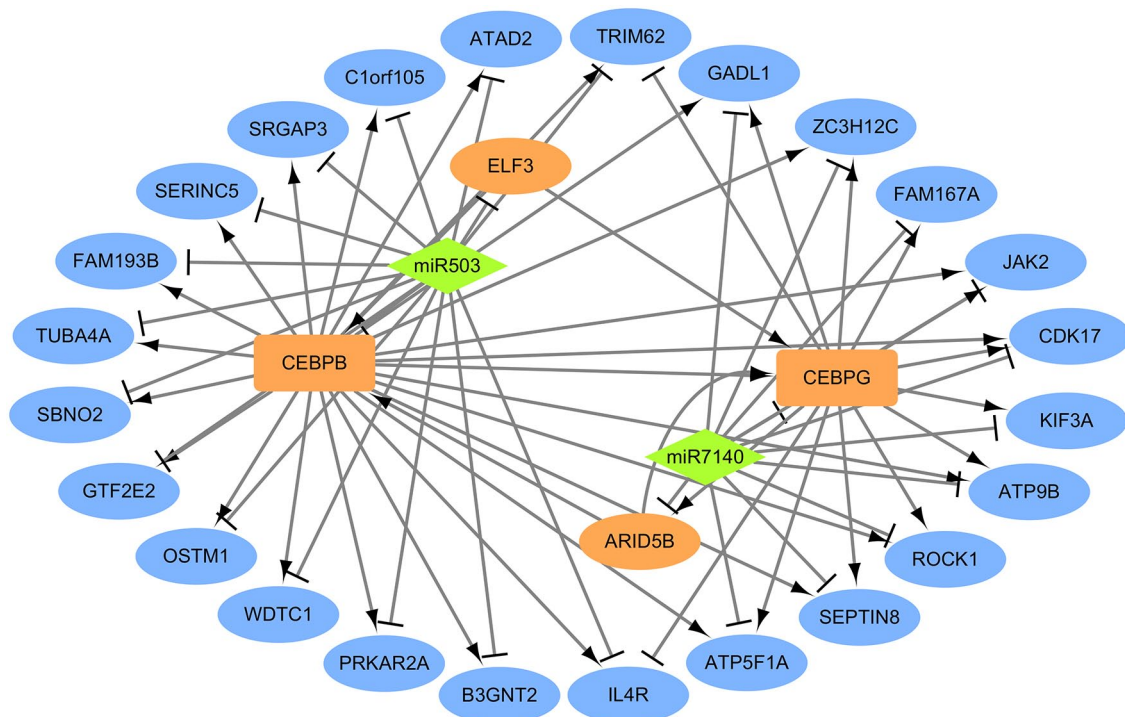 TRIM62
ATAD2
GADL1
C1orf105
ZC3H12C
SRGAP3
ELF3
SERINC5
FAM167A
FAM193B
miR503
JAK2
TUBA4A
CDK17
CEBPB
CEBPG
SBNO2
KIF3A
miR7140
GTF2E2
ATP9B
ARID5B
OSTM1
ROCK1
WDTC1
SEPTIN8
PRKAR2A
ATP5F1A
B3GNT2
IL4R